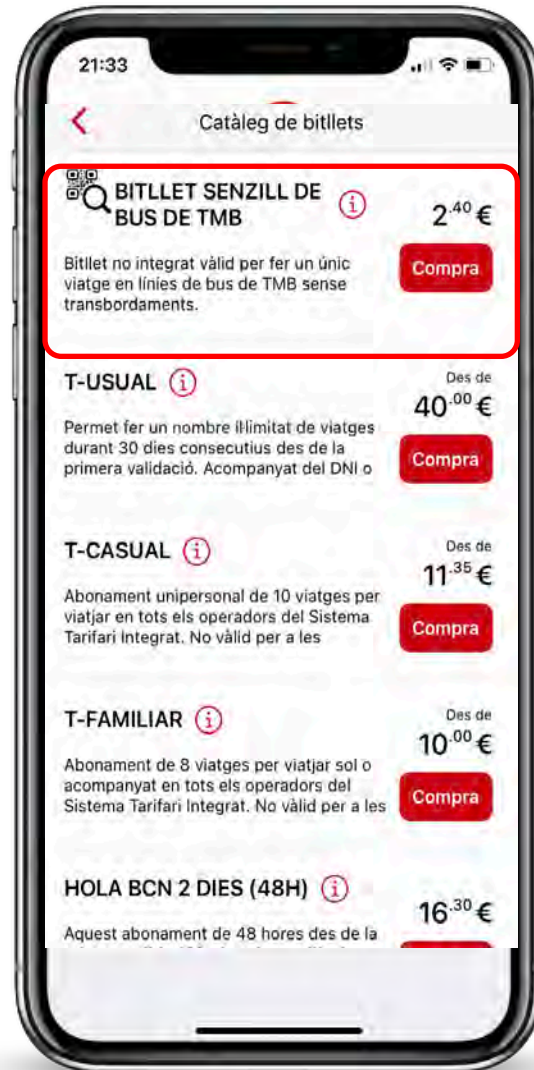 21:33
Catàleg de bitllets
BITLLET SENZILL DE
BUS DE TMB
2.40 €
Bitllet no integrat vàlid per fer un únic
viatge en línies de bus de TMB sense
transbordaments.
Compra
T-USUAL
Des de
40.00 €
Permet fer un nombre il·limitat de viatges
durant 30 dies consecutius des de la
primera validació. Acompanyat del DNI o
Compra
T-CASUAL
Des de
11.35 €
Abonament unipersonal de 10 viatges per
viatjar en tots els operadors del Sistema
Tarifari Integrat. No vàlid per a les
Compra
T-FAMILIAR
Des de
10.00 €
Abonament de 8 viatges per viatjar sol o
acompanyat en tots els operadors del
Sistema Tarifari Integrat. No vàlid per a les
Compra
HOLA BCN 2 DIES (48H)
16.30 €
Aquest abonament de 48 hores des de la